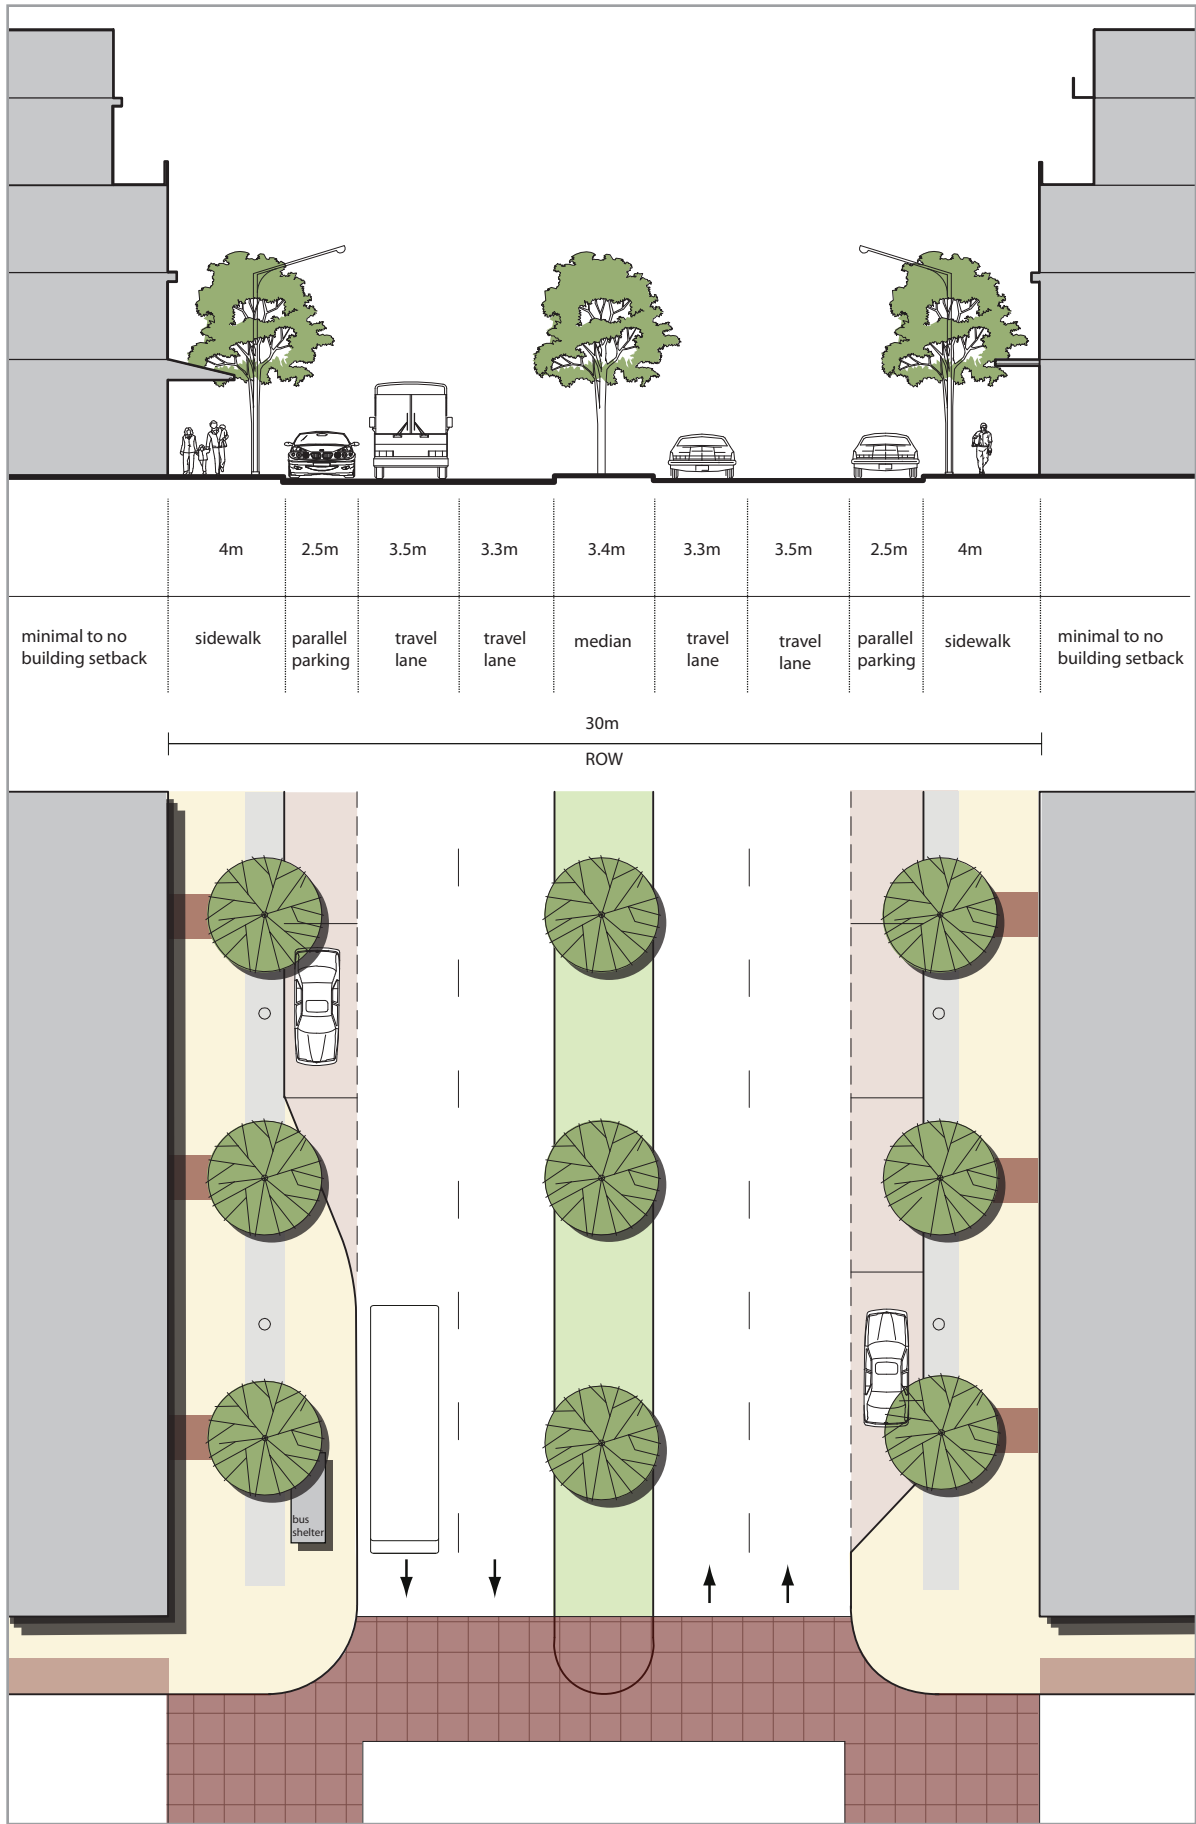 4m 2.5m 3.5m 3.3m 3.4m 3.3m 3.5m 2.5m 4m
minimal to no
building setback
sidewalk
parallel
parking
travel
lane
travel
lane
median
travel
lane
travel
lane
parallel
parking
sidewalk
minimal to no
building setback
30m
ROW
bus
shelter